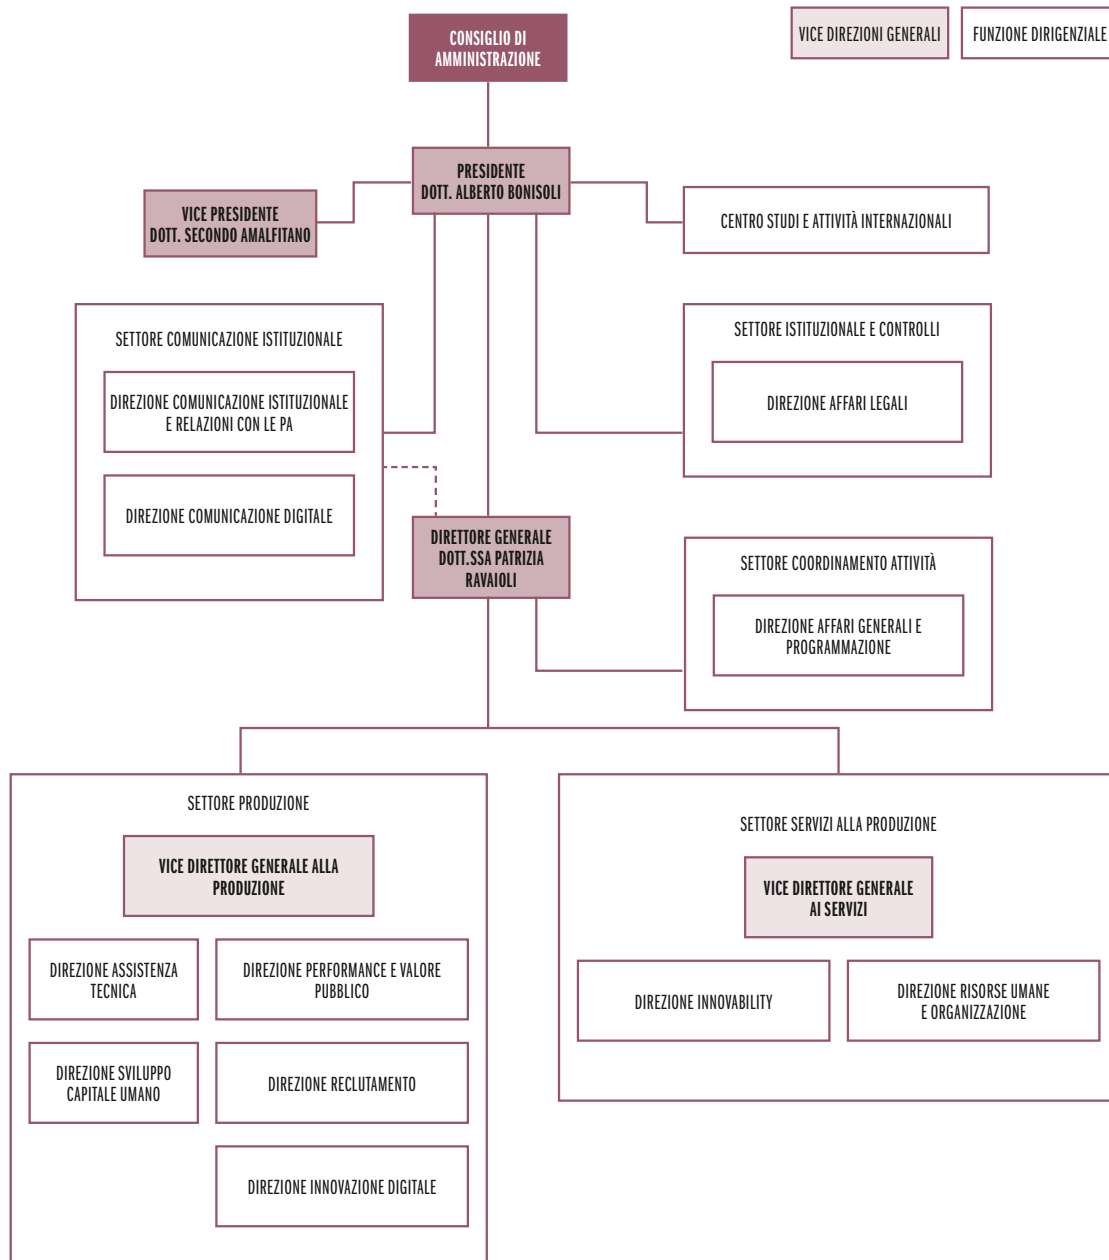 CONSIGLIO DI
AMMINISTRAZIONE
VICE DIREZIONI GENERALI
FUNZIONE DIRIGENZIALE
PRESIDENTE
DOTT. ALBERTO BONISOLI
VICE PRESIDENTE
DOTT. SECONDO AMALFITANO
CENTRO STUDI E ATTIVITÀ INTERNAZIONALI
SETTORE COMUNICAZIONE ISTITUZIONALE
DIREZIONE COMUNICAZIONE ISTITUZIONALE
E RELAZIONI CON LE PA
DIREZIONE COMUNICAZIONE DIGITALE
SETTORE ISTITUZIONALE E CONTROLLI
DIREZIONE AFFARI LEGALI
DIRETTORE GENERALE
DOTT.SSA PATRIZIA
RAVAIOLI
SETTORE COORDINAMENTO ATTIVITÀ
DIREZIONE AFFARI GENERALI E
PROGRAMMAZIONE
SETTORE PRODUZIONE
VICE DIRETTORE GENERALE ALLA
PRODUZIONE
DIREZIONE ASSISTENZA
TECNICA
DIREZIONE PERFORMANCE E VALORE
PUBBLICO
DIREZIONE SVILUPPO
CAPITALE UMANO
DIREZIONE RECLUTAMENTO
DIREZIONE INNOVAZIONE DIGITALE
SETTORE SERVIZI ALLA PRODUZIONE
VICE DIRETTORE GENERALE
AI SERVIZI
DIREZIONE INNOVABILITY
DIREZIONE RISORSE UMANE
E ORGANIZZAZIONE